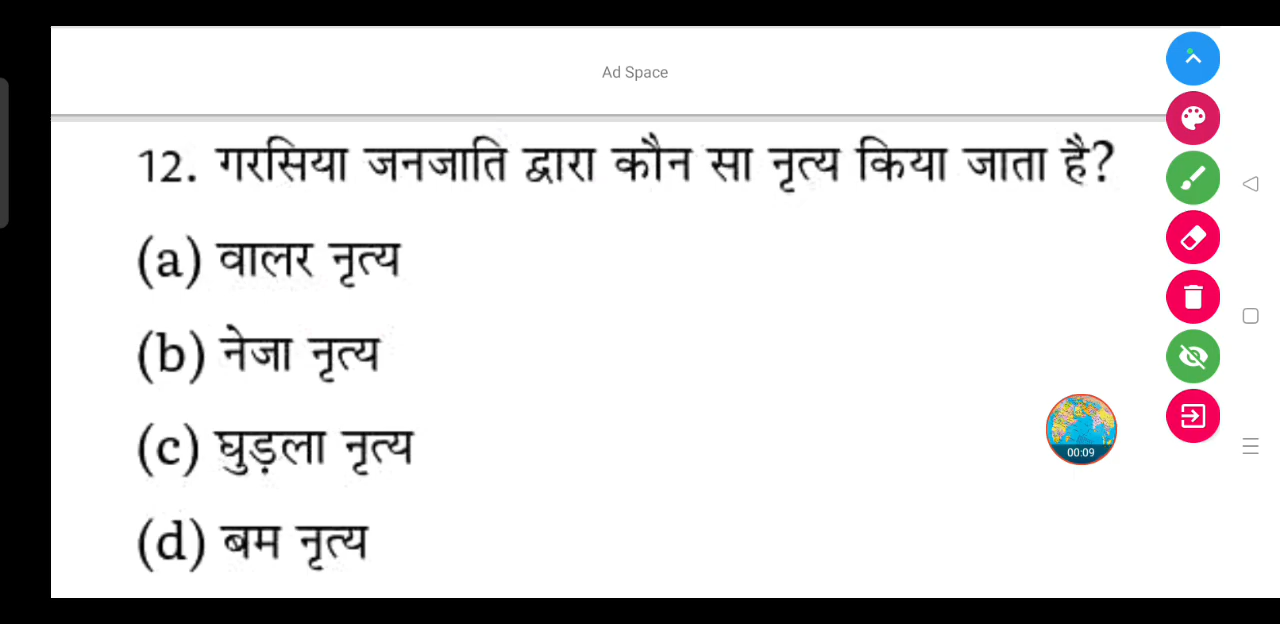 Ad Space
12. गरसिया जनजाति द्वारा कौन सा नृत्य किया जाता है?
(a) वालर नृत्य
(b) नेजा नृत्य
(c) घुड़ला नृत्य
00:09
(d) बम नृत्य